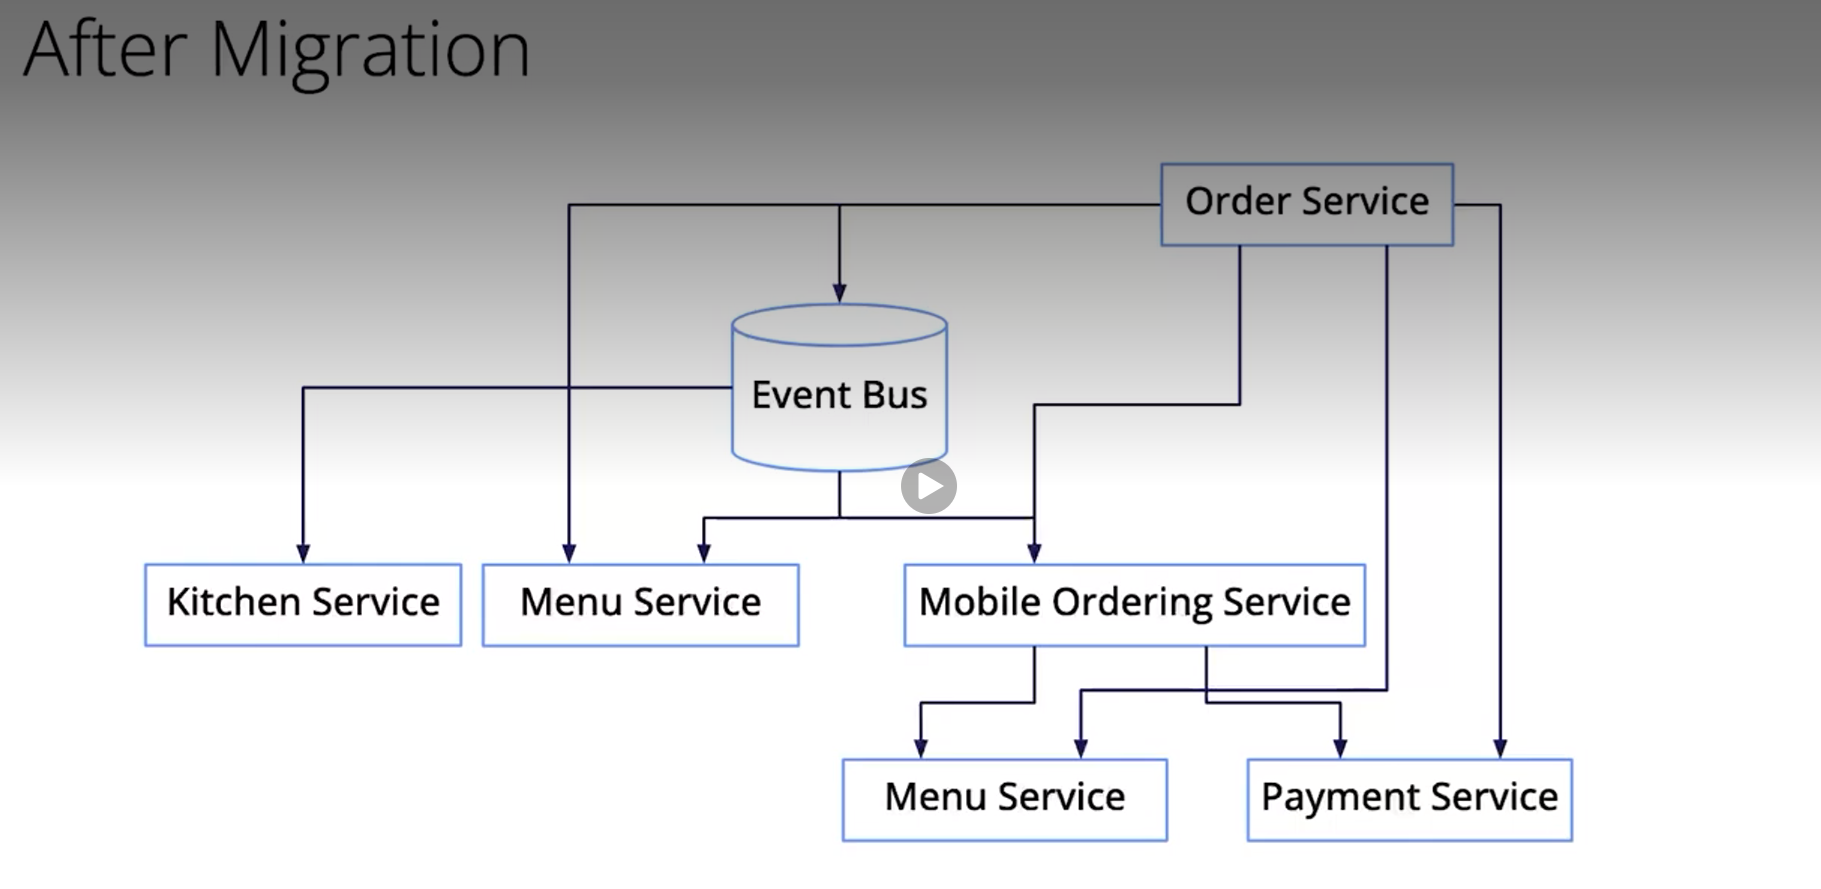 After Migration
Order Service
Event Bus
Kitchen Service
Menu Service
Mobile Ordering Service
Menu Service
Payment Service